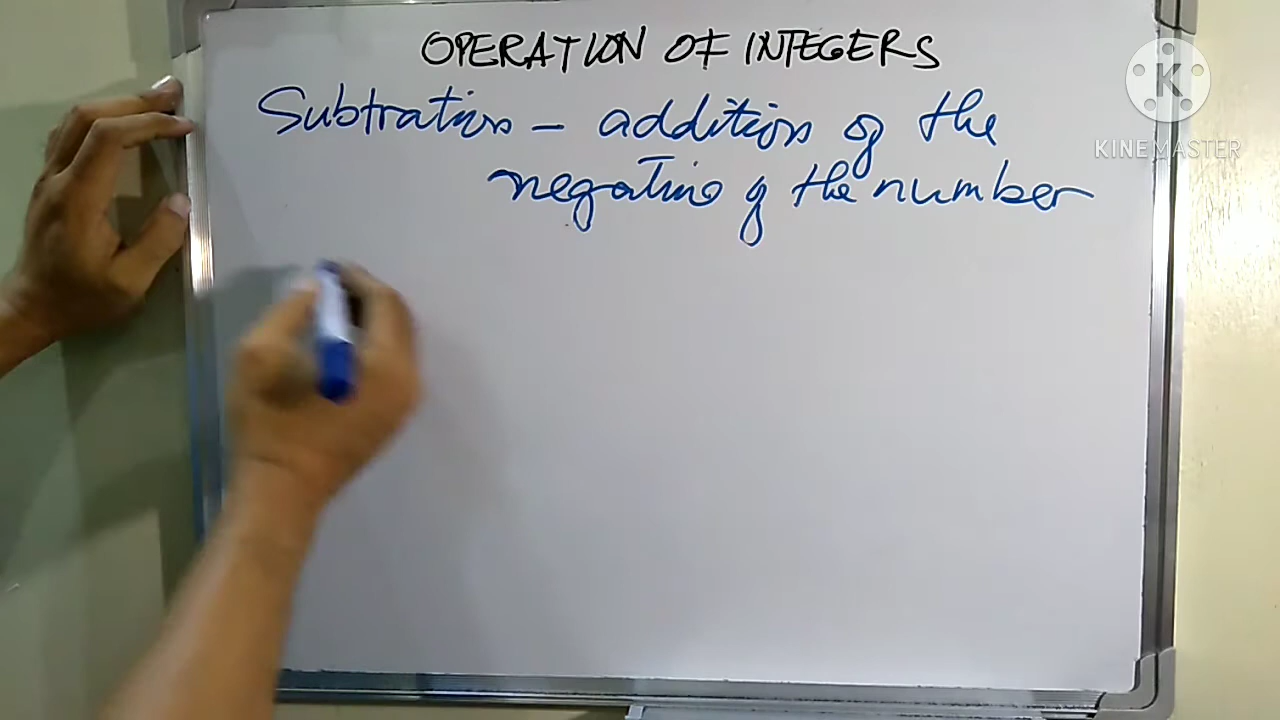 OPERATION OF INTEGERS
Subtration - addition of the
negative of the number
K
KINEMASTER